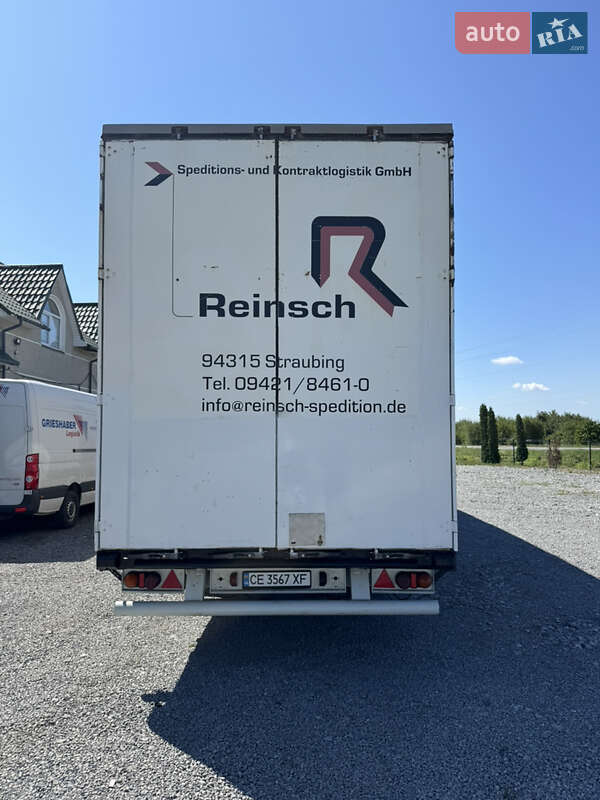 auto RIA
.com
Speditions- und Kontraktlogistik GmbH
Reinsch
94315 Straubing
Tel. 09421/8461-0
info@reinsch-spedition.de
GRIESHABER
Logistik
CE 3567 XF